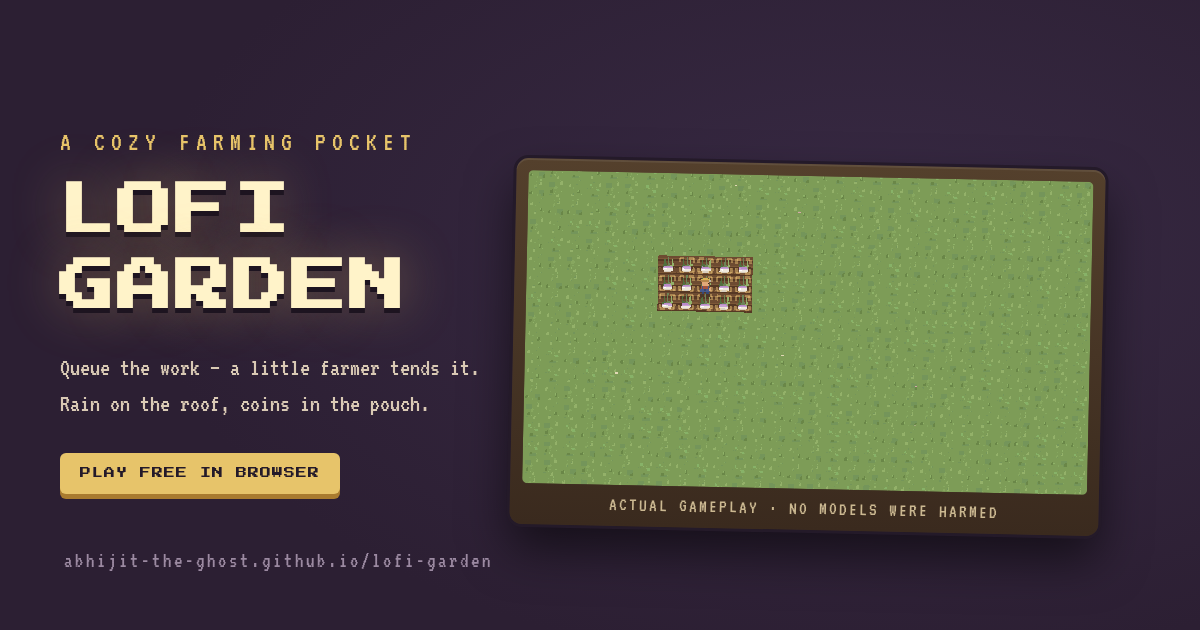 A COZY FARMING POCKET
LOFI
GARDEN
Queue the work — a little farmer tends it.
Rain on the roof, coins in the pouch.
PLAY FREE IN BROWSER
abhijit-the-ghost.github.io/lofi-garden
ACTUAL GAMEPLAY · NO MODELS WERE HARMED